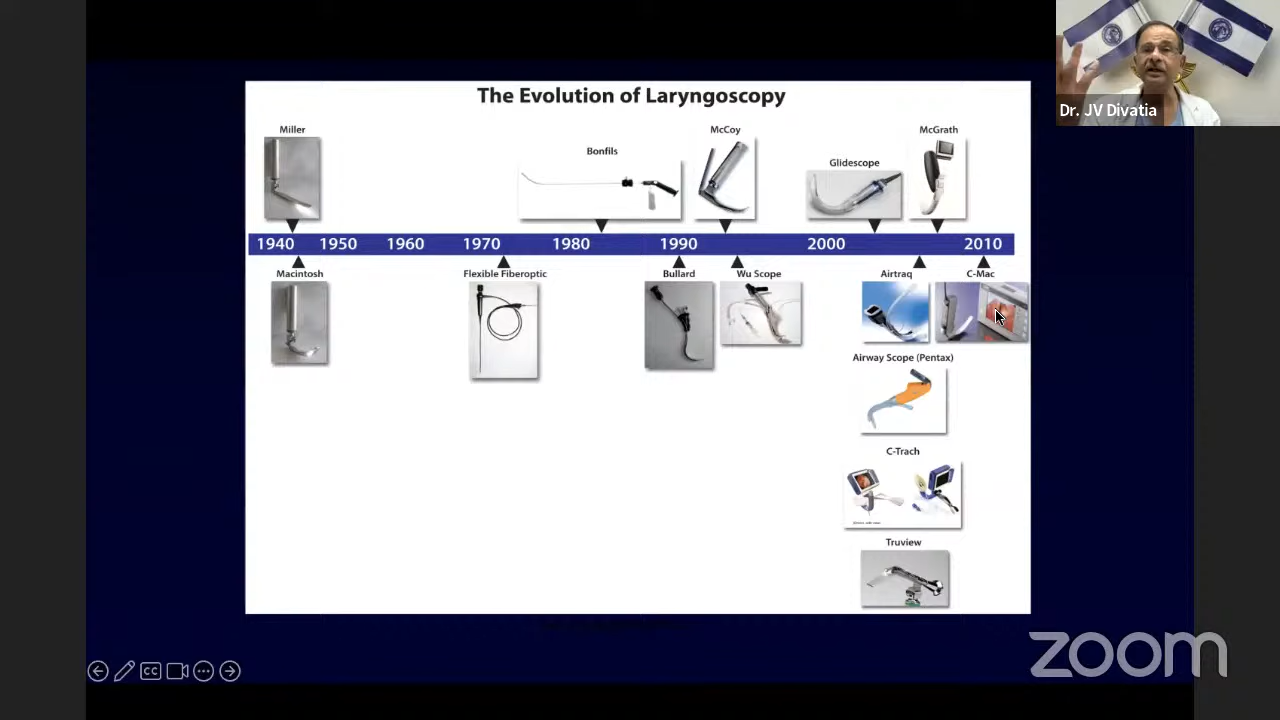 Dr. JV Divatia
The Evolution of Laryngoscopy
Miller
Bonfils
McCoy
Glidescope
McGrath
1940 1950 1960 1970 1980 1990 2000 2010
Macintosh
Flexible Fiberoptic
Bullard
Wu Scope
Airtraq
C-Mac
Airway Scope (Pentax)
C-Trach
Truview
CC
zoom